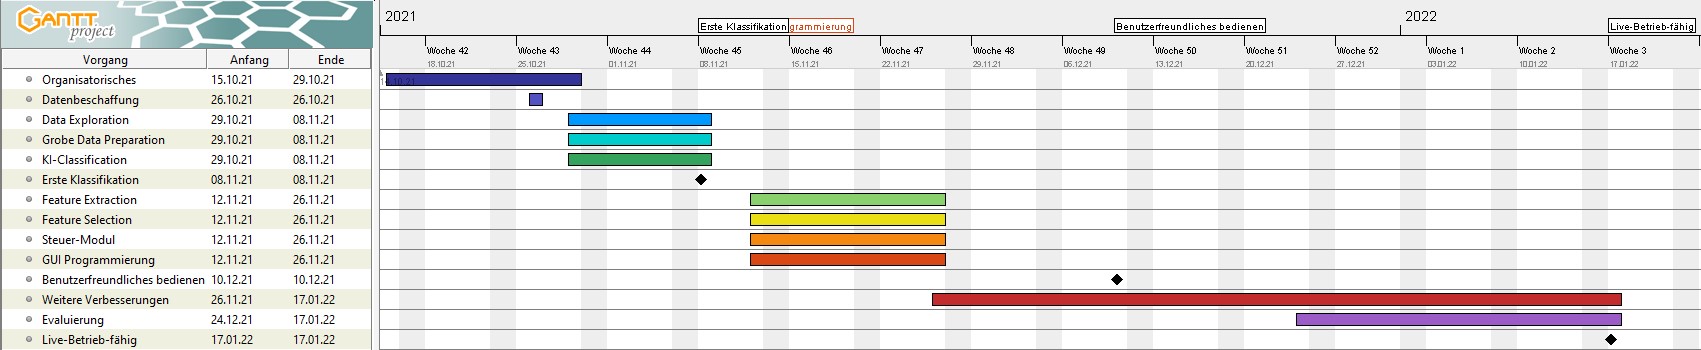 GANTT
project
2021
2022
Erste Klassifikation
grammierung
Benutzerfreundliches bedienen
Live-Betrieb-fähig
Woche 42
Woche 43
Woche 44
Woche 45
Woche 46
Woche 47
Woche 48
Woche 49
Woche 50
Woche 51
Woche 52
Woche 1
Woche 2
Woche 3
18.10.21
25.10.21
01.11.21
08.11.21
15.11.21
22.11.21
29.11.21
06.12.21
13.12.21
20.12.21
27.12.21
03.01.22
10.01.22
17.01.22
Vorgang Anfang Ende
Organisatorisches 15.10.21 29.10.21
Datenbeschaffung 26.10.21 26.10.21
Data Exploration 29.10.21 08.11.21
Grobe Data Preparation 29.10.21 08.11.21
KI-Classification 29.10.21 08.11.21
Erste Klassifikation 08.11.21 08.11.21
Feature Extraction 12.11.21 26.11.21
Feature Selection 12.11.21 26.11.21
Steuer-Modul 12.11.21 26.11.21
GUI Programmierung 12.11.21 26.11.21
Benutzerfreundliches bedienen 10.12.21 10.12.21
Weitere Verbesserungen 26.11.21 17.01.22
Evaluierung 24.12.21 17.01.22
Live-Betrieb-fähig 17.01.22 17.01.22